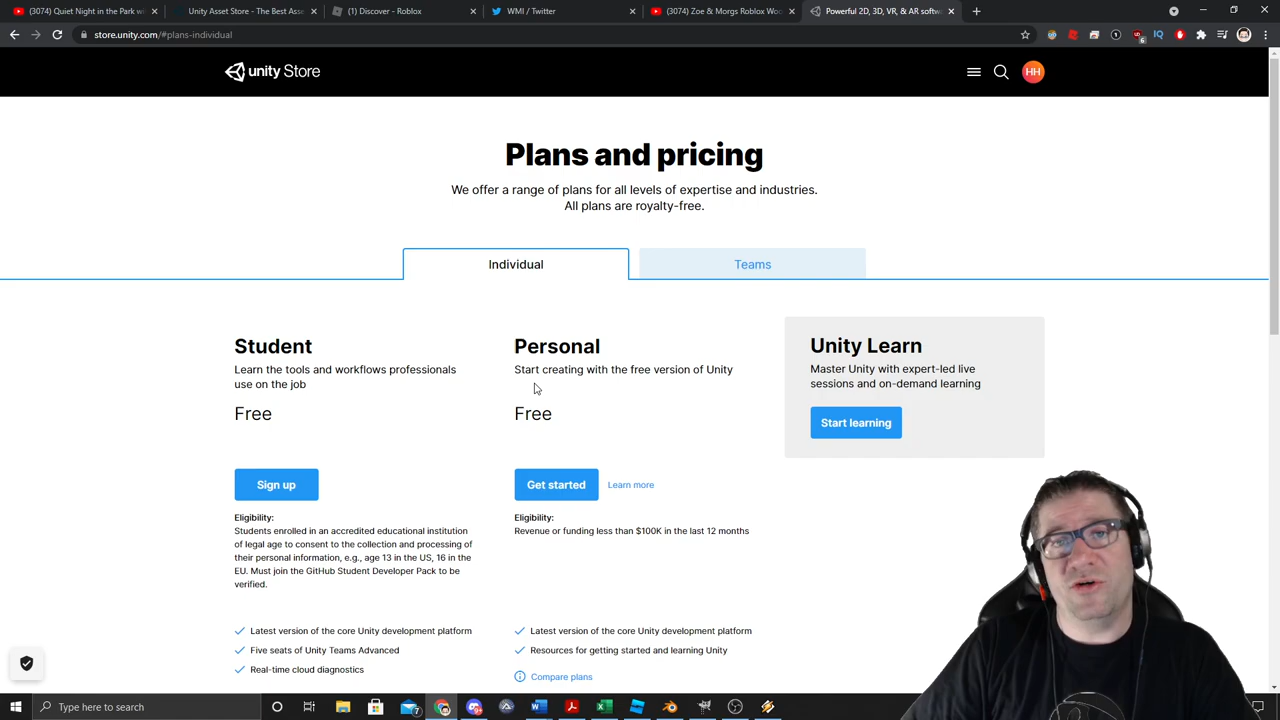 (3074) Quiet Night in the Park wi
Unity Asset Store - The Best Asse
(1) Discover - Roblox
WMI / Twitter
(3074) Zoe & Morgs Roblox Woo
Powerful 2D, 3D, VR, & AR softw
store.unity.com/#plans-individual
unity Store
HH
Plans and pricing
We offer a range of plans for all levels of expertise and industries.
All plans are royalty-free.
Individual
Teams
Student
Learn the tools and workflows professionals
use on the job
Free
Sign up
Eligibility:
Students enrolled in an accredited educational institution
of legal age to consent to the collection and processing of
their personal information, e.g., age 13 in the US, 16 in the
EU. Must join the GitHub Student Developer Pack to be
verified.
Latest version of the core Unity development platform
Five seats of Unity Teams Advanced
Real-time cloud diagnostics
Personal
Start creating with the free version of Unity
Free
Get started
Learn more
Eligibility:
Revenue or funding less than $100K in the last 12 months
Latest version of the core Unity development platform
Resources for getting started and learning Unity
Compare plans
Unity Learn
Master Unity with expert-led live
sessions and on-demand learning
Start learning
Type here to search